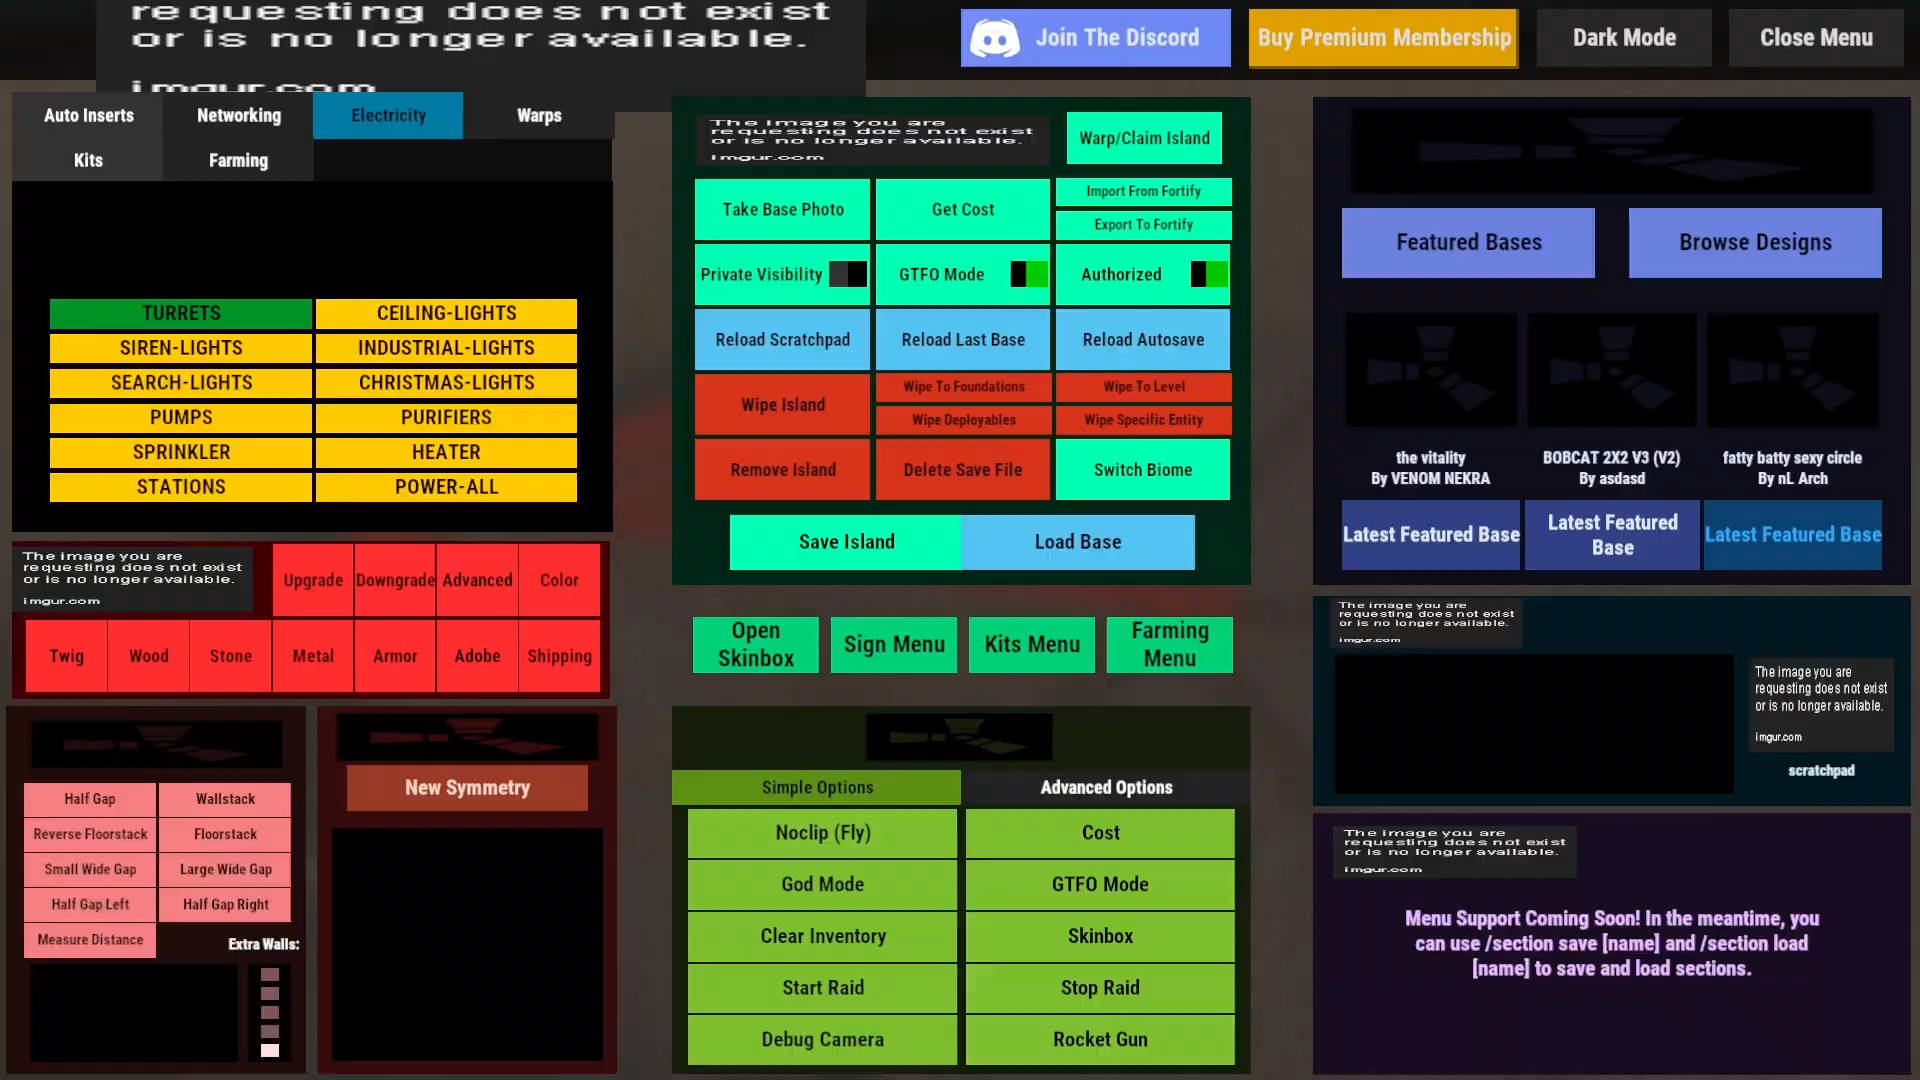 requesting does not exist
or is no longer available.
imgur.com
Join The Discord
Buy Premium Membership
Dark Mode
Close Menu
Auto Inserts
Networking
Electricity
Warps
Kits
Farming
TURRETS
CEILING-LIGHTS
SIREN-LIGHTS
INDUSTRIAL-LIGHTS
SEARCH-LIGHTS
CHRISTMAS-LIGHTS
PUMPS
PURIFIERS
SPRINKLER
HEATER
STATIONS
POWER-ALL
The image you are
requesting does not exist
or is no longer available.
imgur.com
Upgrade
Downgrade
Advanced
Color
Twig
Wood
Stone
Metal
Armor
Adobe
Shipping
Half Gap
Wallstack
Reverse Floorstack
Floorstack
Small Wide Gap
Large Wide Gap
Half Gap Left
Half Gap Right
Measure Distance
Extra Walls:
New Symmetry
The image you are
requesting does not exist
or is no longer available.
imgur.com
Warp/Claim Island
Take Base Photo
Get Cost
Import From Fortify
Export To Fortify
Private Visibility
GTFO Mode
Authorized
Reload Scratchpad
Reload Last Base
Reload Autosave
Wipe Island
Wipe To Foundations
Wipe To Level
Wipe Deployables
Wipe Specific Entity
Remove Island
Delete Save File
Switch Biome
Save Island
Load Base
Open
Skinbox
Sign Menu
Kits Menu
Farming
Menu
Simple Options
Advanced Options
Noclip (Fly)
Cost
God Mode
GTFO Mode
Clear Inventory
Skinbox
Start Raid
Stop Raid
Debug Camera
Rocket Gun
Featured Bases
Browse Designs
the vitality
By VENOM NEKRA
BOBCAT 2X2 V3 (V2)
By asdasd
fatty batty sexy circle
By nL Arch
Latest Featured Base
Latest Featured
Base
Latest Featured Base
The image you are
requesting does not exist
or is no longer available.
imgur.com
The image you are
requesting does not exist
or is no longer available.
imgur.com
scratchpad
The image you are
requesting does not exist
or is no longer available.
imgur.com
Menu Support Coming Soon! In the meantime, you
can use /section save [name] and /section load
[name] to save and load sections.